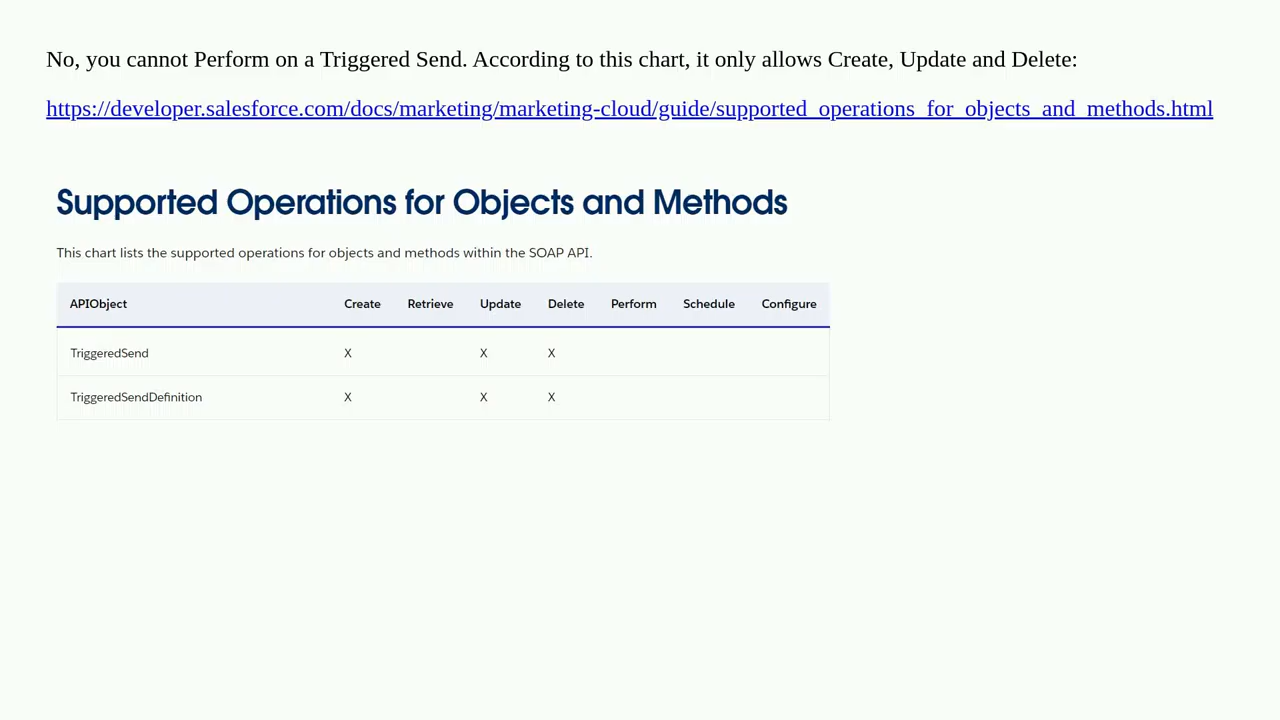 No, you cannot Perform on a Triggered Send. According to this chart, it only allows Create, Update and Delete:
https://developer.salesforce.com/docs/marketing/marketing-cloud/guide/supported_operations_for_objects_and_methods.html
Supported Operations for Objects and Methods
This chart lists the supported operations for objects and methods within the SOAP API.
APIObject Create Retrieve Update Delete Perform Schedule Configure
TriggeredSend X X X
TriggeredSendDefinition X X X